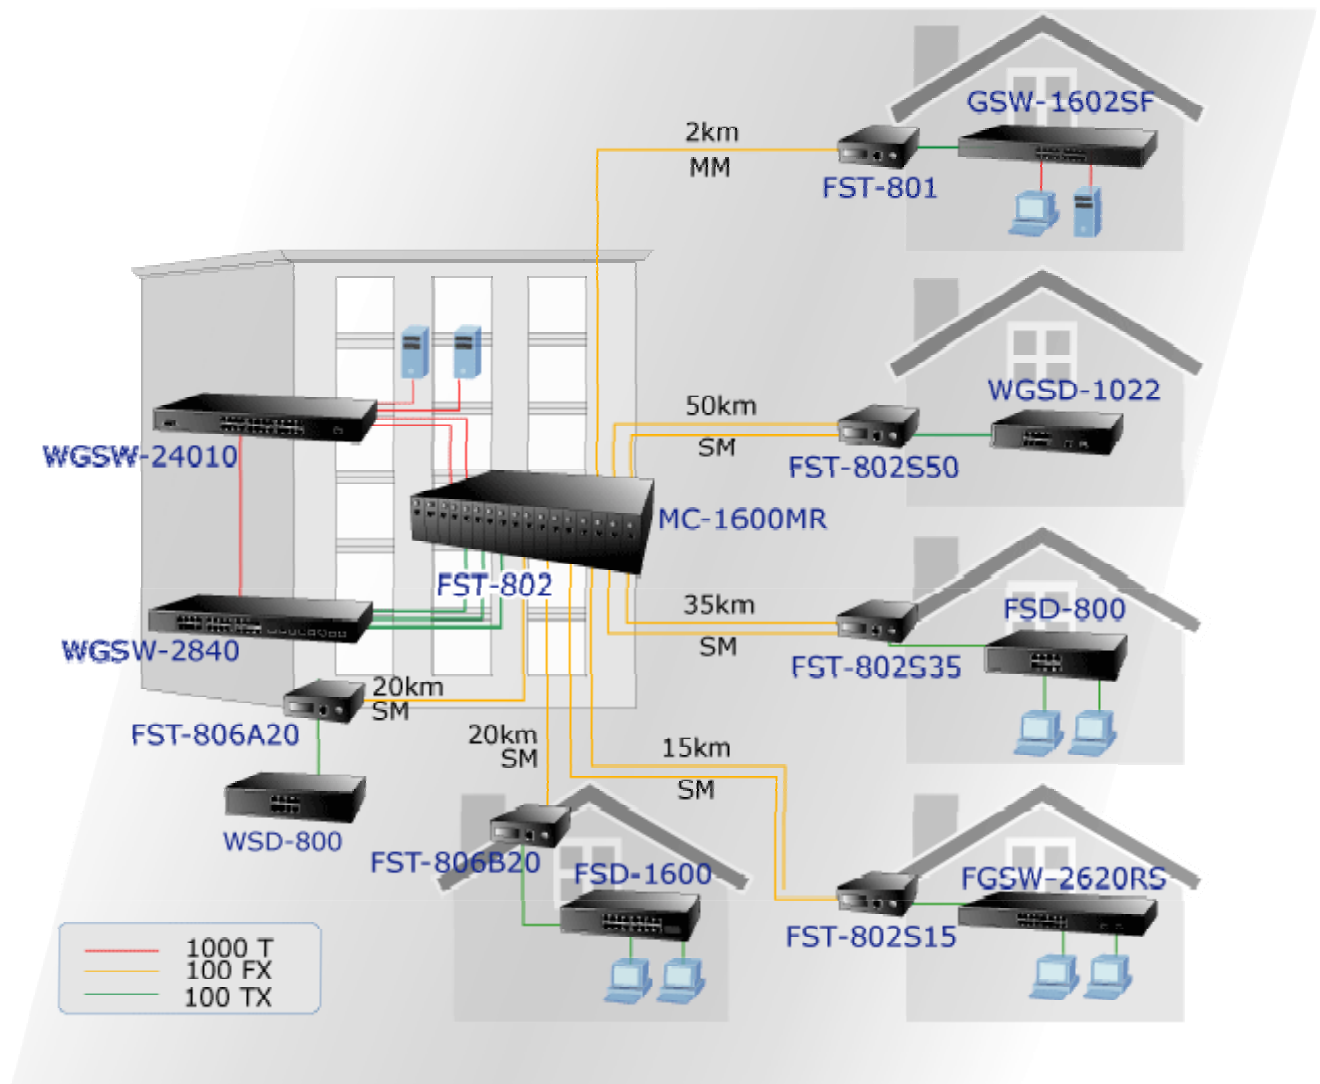 GSW-1602SF
2km
MM
FST-801
WGSD-1022
50km
SM
FST-802S50
WGSW-24010
MC-1600MR
FST-802
35km
SM
FSD-800
FST-802S35
WGSW-2840
20km
SM
FST-806A20
20km
SM
15km
SM
WSD-800
FST-806B20
FSD-1600
FGSW-2620RS
FST-802S15
1000 T
100 FX
100 TX